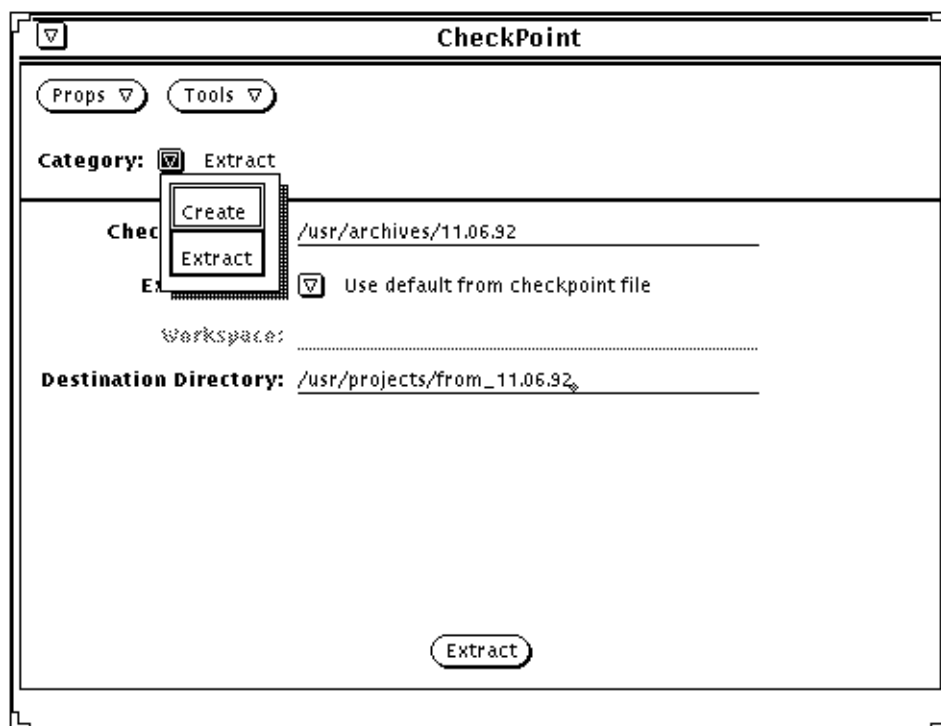 CheckPoint
Props Tools
Category: Extract
Create
Extract
Chec /usr/archives/11.06.92
Ex Use default from checkpoint file
Workspace:
Destination Directory: /usr/projects/from_11.06.92
Extract